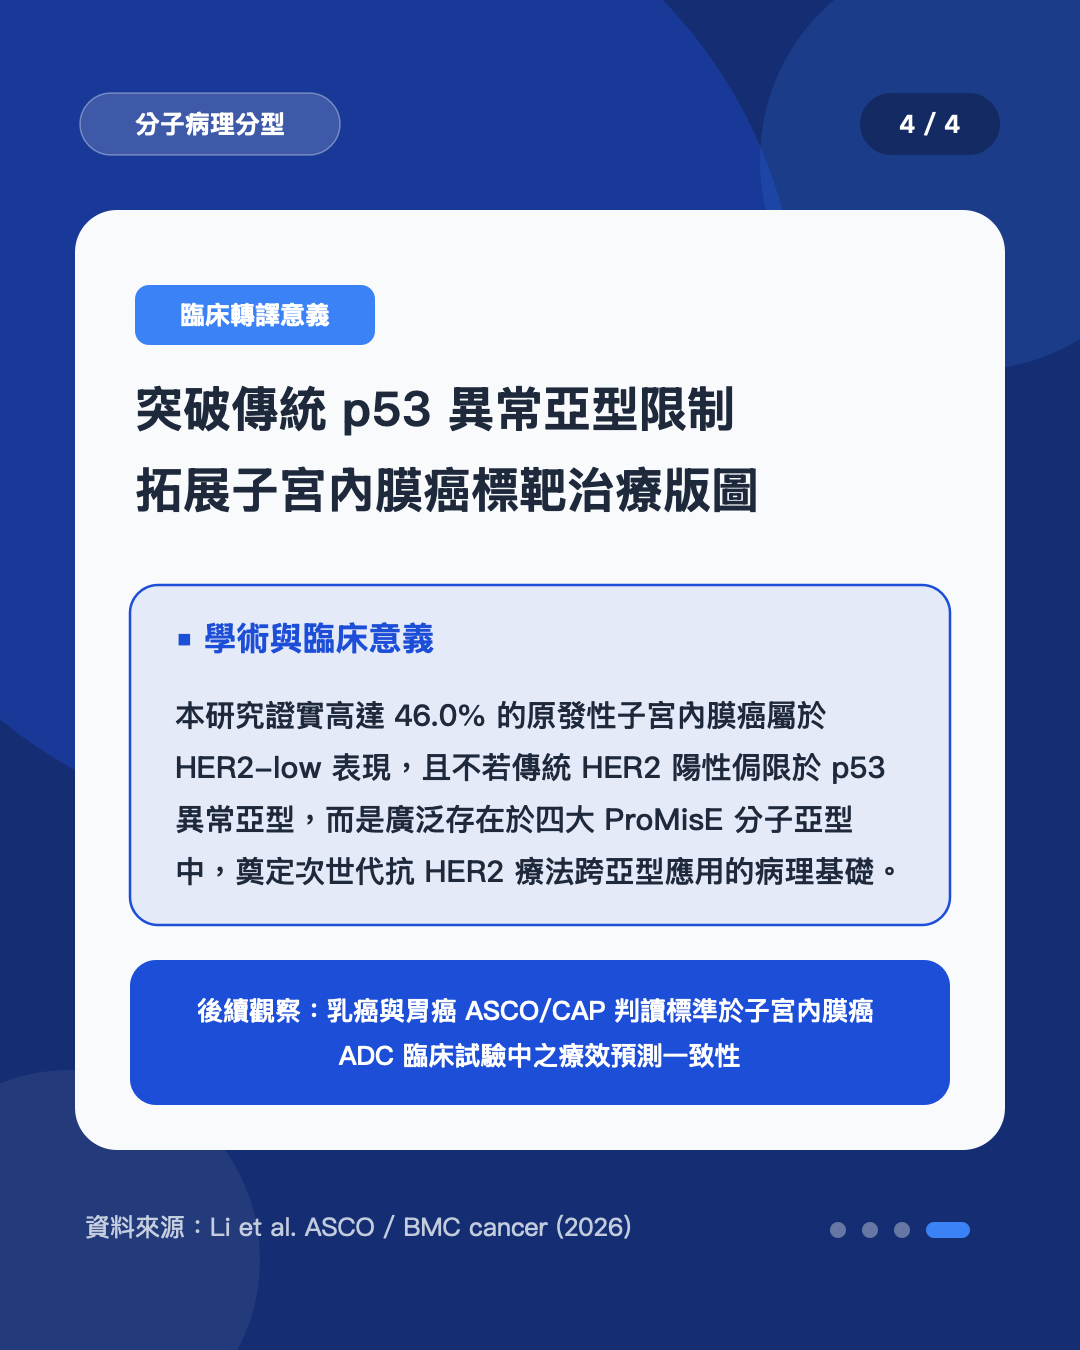 分子病理分型
4 / 4
臨床轉譯意義
突破傳統 p53 異常亞型限制
拓展子宮內膜癌標靶治療版圖
▪ 學術與臨床意義
本研究證實高達 46.0% 的原發性子宮內膜癌屬於
HER2-low 表現，且不若傳統 HER2 陽性侷限於 p53
異常亞型，而是廣泛存在於四大 ProMisE 分子亞型
中，奠定次世代抗 HER2 療法跨亞型應用的病理基礎。
後續觀察：乳癌與胃癌 ASCO/CAP 判讀標準於子宮內膜癌
ADC 臨床試驗中之療效預測一致性
資料來源：Li et al. ASCO / BMC cancer (2026)